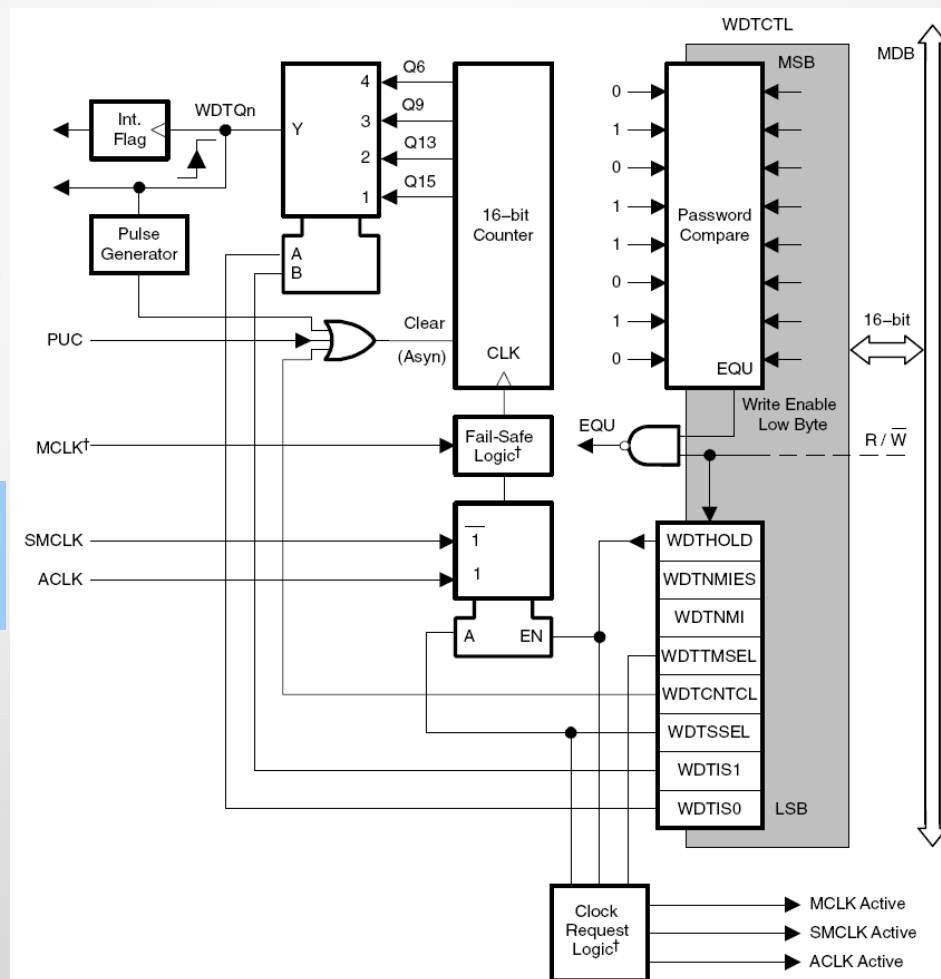 WDTCTL
MDB
MSB
4
Q6
3
Q9
2
Q13
1
Q15
Y
Int.
Flag
WDTQn
16−bit
Counter
Pulse
Generator
A
B
PUC
Clear
(Asyn)
CLK
0
1
0
1
1
0
1
0
Password
Compare
EQU
16−bit
Write Enable
Low Byte
EQU
R / W
MCLK†
Fail-Safe
Logic†
SMCLK
1
ACLK
1
A
EN
WDTHOLD
WDTNMIES
WDTNMI
WDTTMSEL
WDTCNTCL
WDTSSEL
WDTIS1
WDTIS0
LSB
Clock
Request
Logic†
MCLK Active
SMCLK Active
ACLK Active